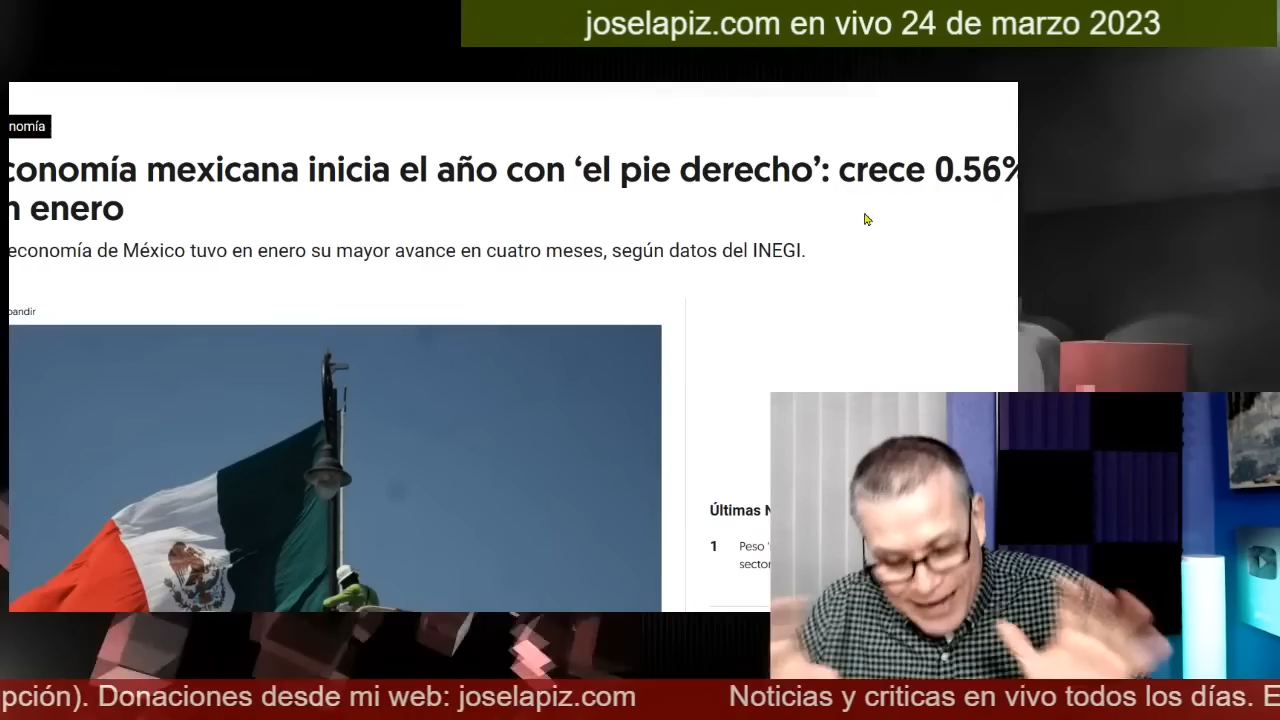 joselapiz.com en vivo 24 de marzo 2023
nomía
conomía mexicana inicia el año con ‘el pie derecho’: crece 0.56%
n enero
economía de México tuvo en enero su mayor avance en cuatro meses, según datos del INEGI.
pandir
Últimas N
1 Peso '
sector
pción). Donaciones desde mi web: joselapiz.com Noticias y criticas en vivo todos los días. E